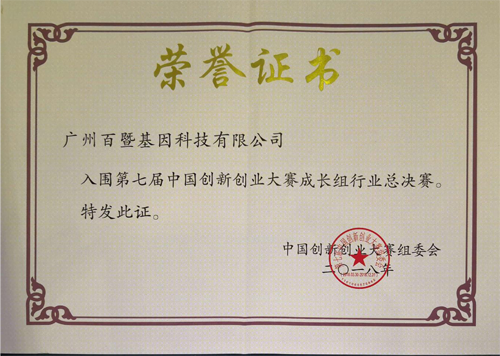 荣誉证书
广州百暨基因科技有限公司
入围第七届中国创新创业大赛成长组行业总决赛。
特发此证。
中国创新创业大赛组委会
二〇一八年